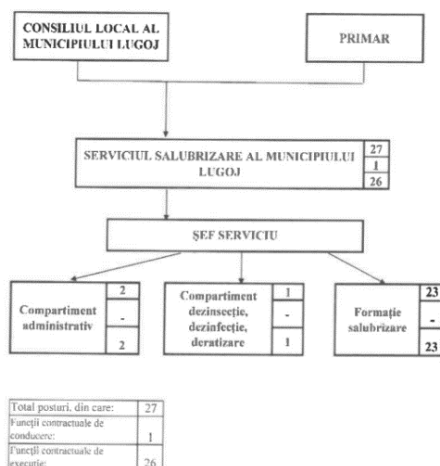 CONSILIUL LOCAL AL
MUNICIPIULUI LUGOJ
PRIMAR
SERVICIUL SALUBRIZARE AL MUNICIPIULUI
LUGOJ
27
1
26
ŞEF SERVICIU
Compartiment
administrativ
2
-
2
Compartiment
dezinsecţie,
dezinfecţie,
deratizare
1
-
1
Formaţie
salubrizare
23
-
23
Total posturi, din care: 27
Funcţii contractuale de
conducere: 1
Funcţii contractuale de
execuţie: 26